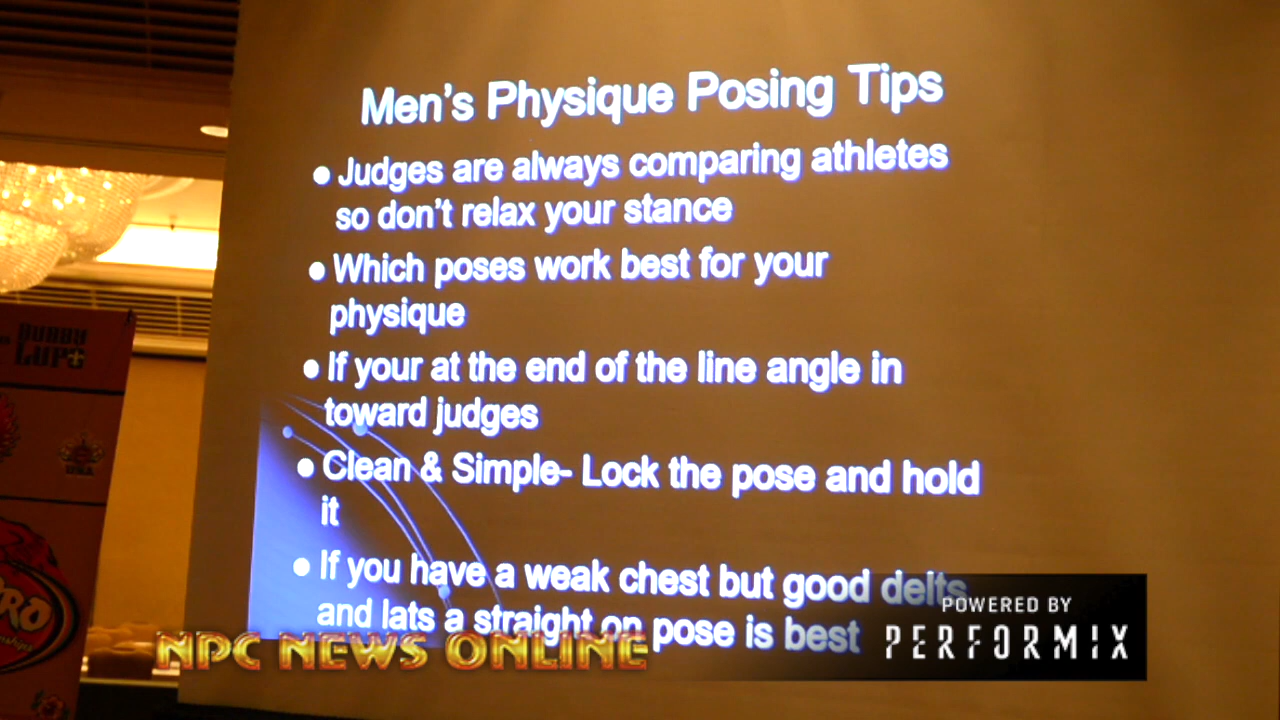 Men's Physique Posing Tips
• Judges are always comparing athletes
so don't relax your stance
• Which poses work best for your
physique
• If your at the end of the line angle in
toward judges
• Clean & Simple- Lock the pose and hold
it
• If you have a weak chest but good delts
and lats a straight on pose is best
BUBBY
LUPO
NPC NEWS ONLINE
POWERED BY
PERFORMIX